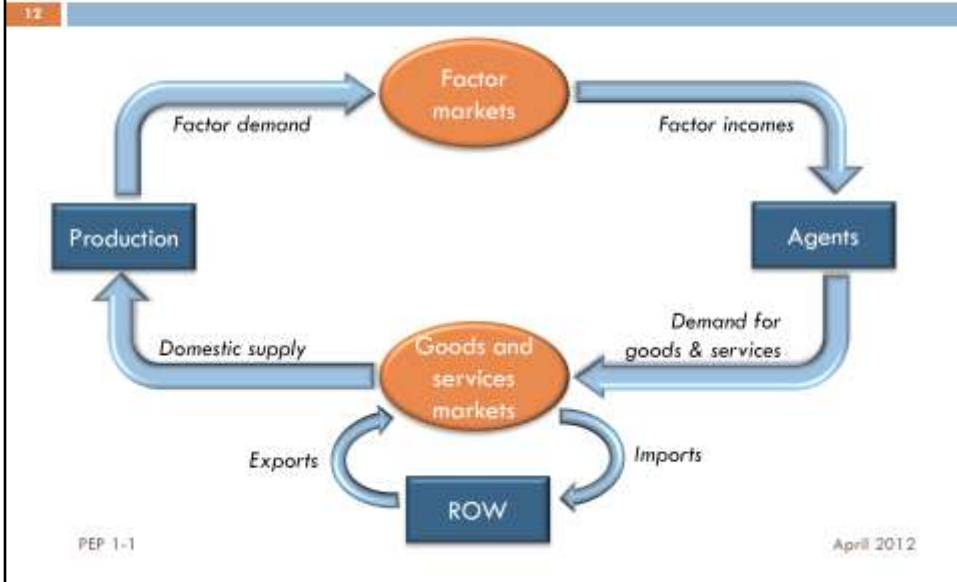 12
Factor
markets
Factor demand
Factor incomes
Production
Agents
Domestic supply
Demand for
goods & services
Goods and
services
markets
Exports
Imports
ROW
PEP 1-1
April 2012